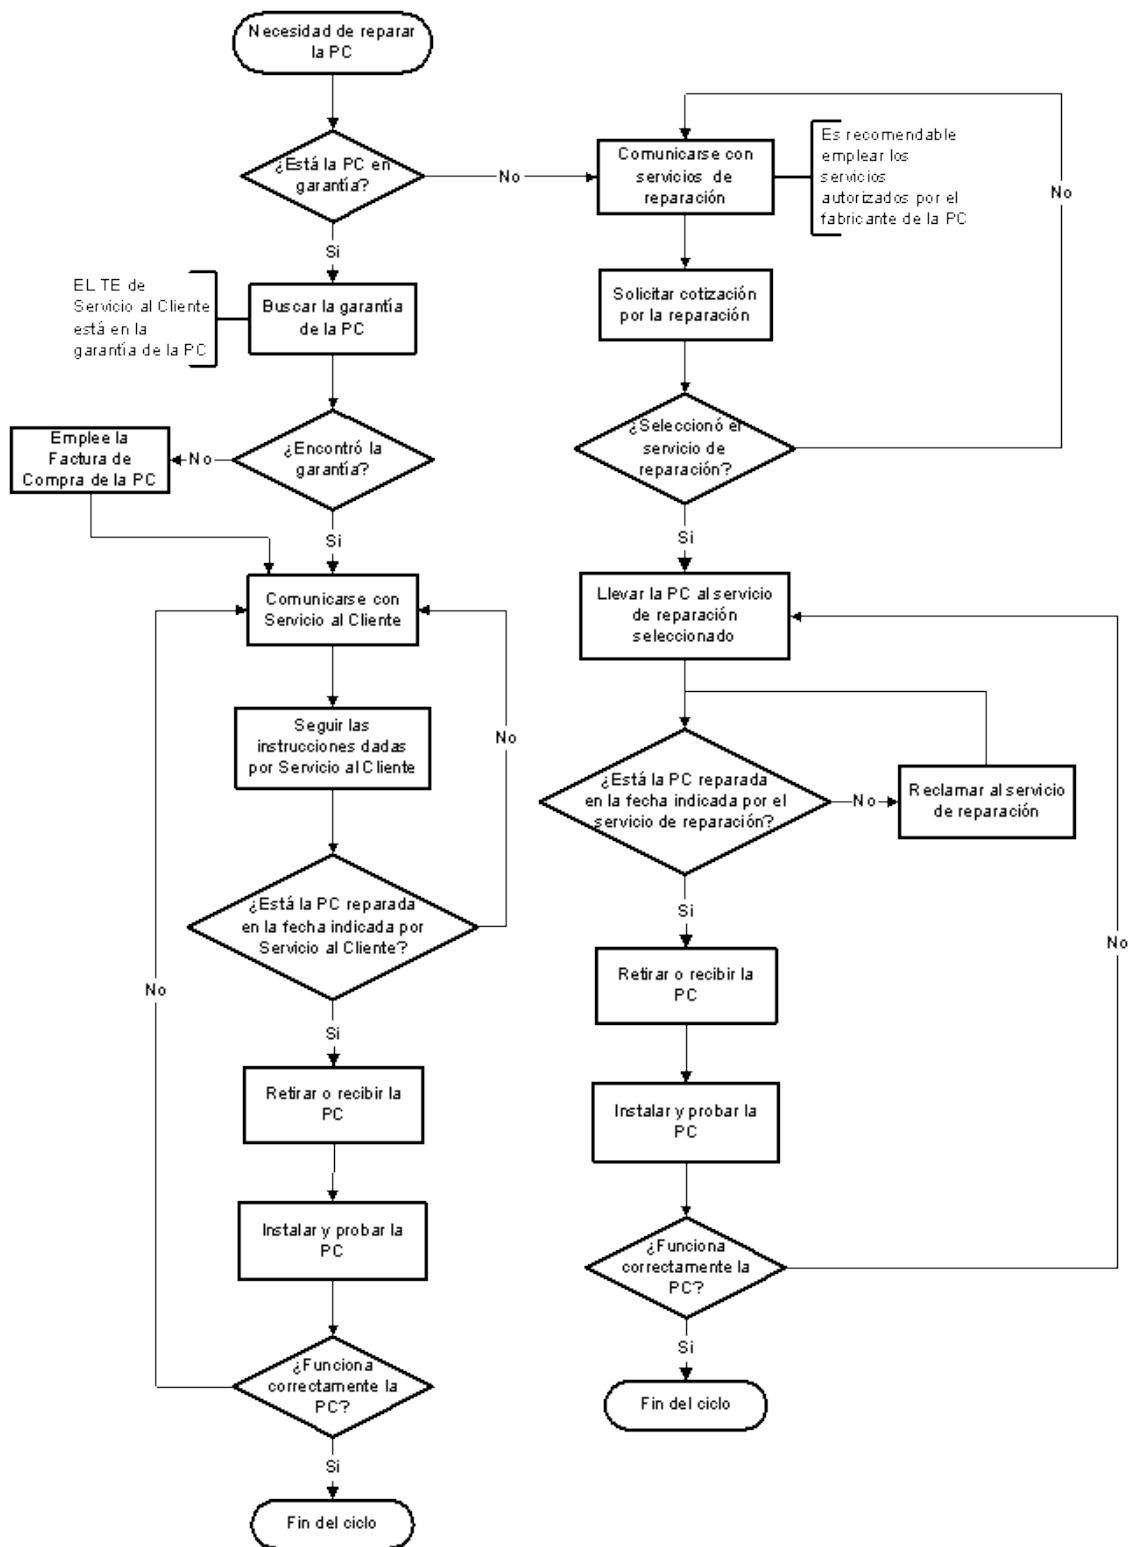 Necesidad de reparar
la PC
¿Está la PC en
garantía?
No
Comunicarse con
servicios de
reparación
Es recomendable
emplear los
servicios
autorizados por el
fabricante de la PC
No
Si
EL TE de
Servicio al Cliente
está en la
garantía de la PC
Buscar la garantía
de la PC
Solicitar cotización
por la reparación
¿Encontró la
garantía?
No
Emplee la
Factura de
Compra de la PC
¿Seleccionó el
servicio de
reparación?
Si
Si
Comunicarse con
Servicio al Cliente
Llevar la PC al servicio
de reparación
seleccionado
Seguir las
instrucciones dadas
por Servicio al Cliente
No
¿Está la PC reparada
en la fecha indicada por el
servicio de reparación?
No
Reclamar al servicio
de reparación
¿Está la PC reparada
en la fecha indicada por
Servicio al Cliente?
Si
No
No
Retirar o recibir la
PC
Si
Retirar o recibir la
PC
Instalar y probar la
PC
Instalar y probar la
PC
¿Funciona
correctamente la
PC?
Si
¿Funciona
correctamente la
PC?
Fin del ciclo
Si
Fin del ciclo